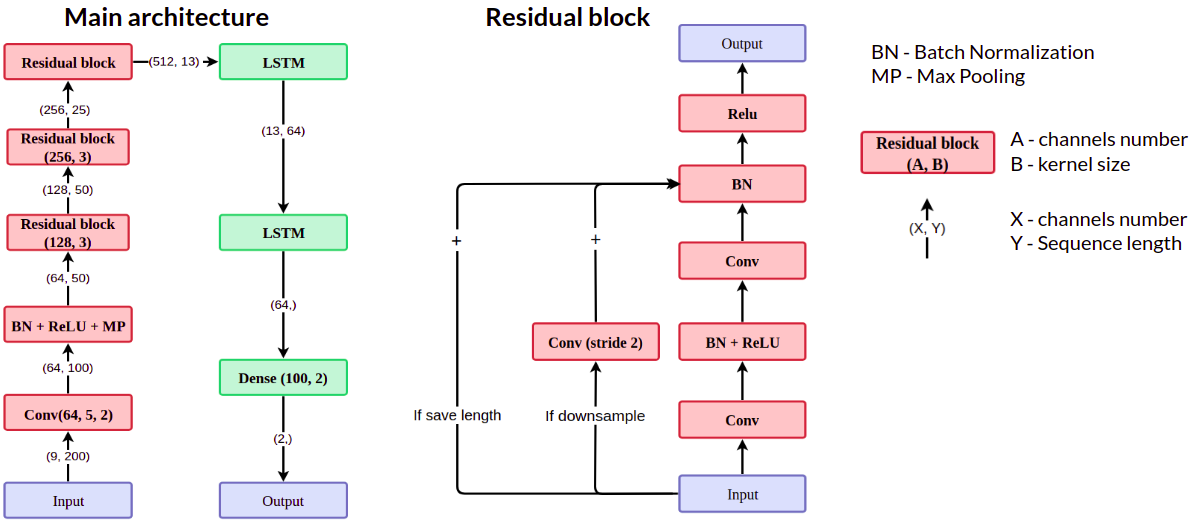 Main architecture
Residual block
(512, 13)
LSTM
(256, 25)
Residual block
(256, 3)
(128, 50)
Residual block
(128, 3)
(64, 50)
BN + ReLU + MP
(64, 100)
Conv(64, 5, 2)
(9, 200)
Input
(13, 64)
LSTM
(64,)
Dense (100, 2)
(2,)
Output
Residual block
Output
Relu
BN
+
+
Conv
Conv (stride 2)
BN + ReLU
If save length
If downsample
Conv
Input
BN - Batch Normalization
MP - Max Pooling
Residual block
(A, B)
A - channels number
B - kernel size
(X, Y)
X - channels number
Y - Sequence length